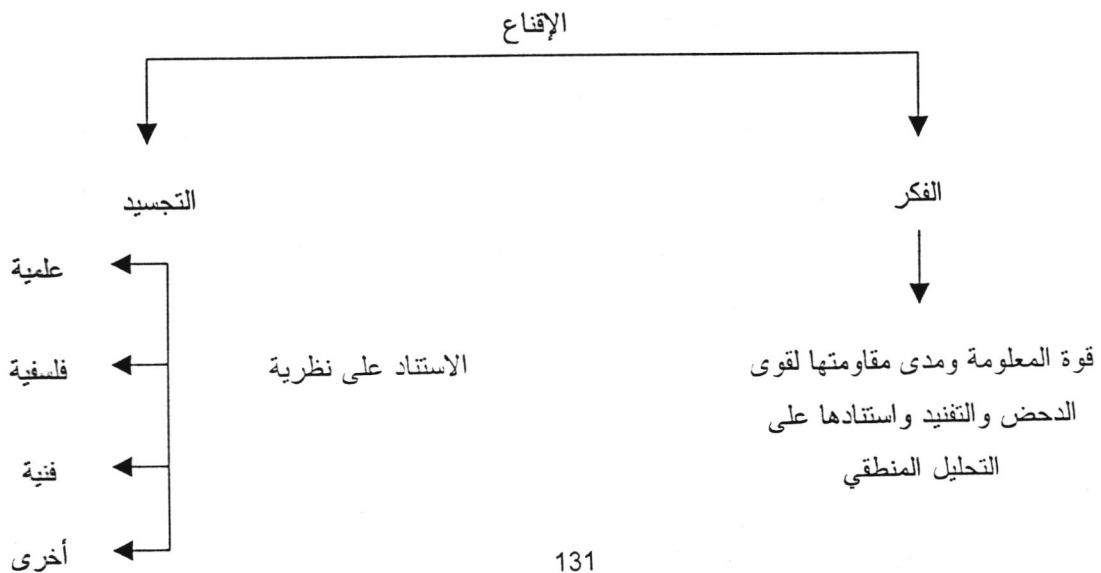 الإقناع
الفكر
التجسيد
قوة المعلومة ومدى مقاومتها لقوى
الدحض والتفنيد واستنادها على
التحليل المنطقي
الاستناد على نظرية
علمية
فلسفية
فنية
أخرى
131